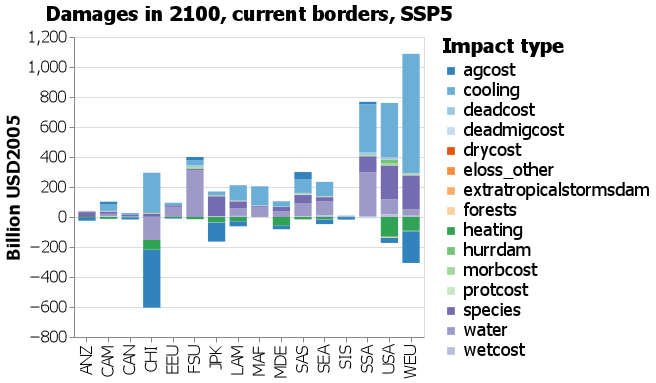 Damages in 2100, current borders, SSP5
1,200
1,000
800
600
400
200
0
−200
−400
−600
−800
Billion USD2005
ANZ CAM CAN CHI EEU FSU JPK LAM MAF MDE SAS SEA SIS SSA USA WEU
Impact type
agcost
cooling
deadcost
deadmigcost
drycost
eloss_other
extratropicalstormsdam
forests
heating
hurrdam
morbcost
protcost
species
water
wetcost